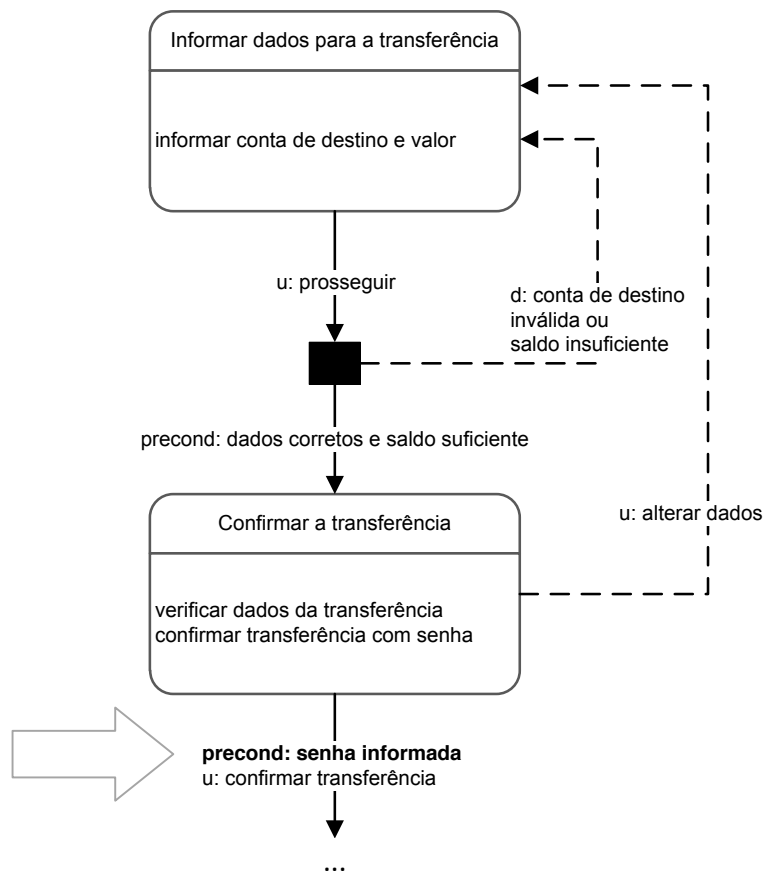 Informar dados para a transferência
informar conta de destino e valor
u: prosseguir
d: conta de destino
inválida ou
saldo insuficiente
precond: dados corretos e saldo suficiente
Confirmar a transferência
u: alterar dados
verificar dados da transferência
confirmar transferência com senha
precond: senha informada
u: confirmar transferência
...